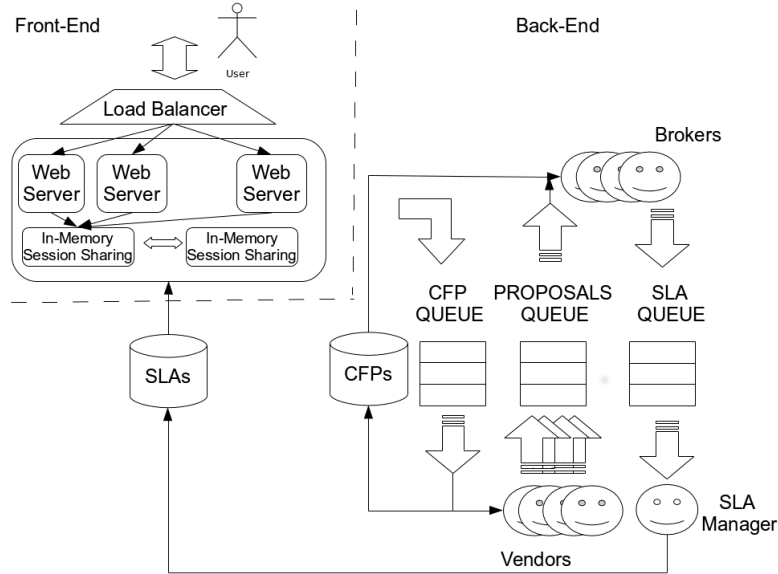 Front-End
Back-End
User
Load Balancer
Brokers
Web
Server
Web
Server
Web
Server
In-Memory
Session Sharing
In-Memory
Session Sharing
CFP
QUEUE
PROPOSALS
QUEUE
SLA
QUEUE
SLAs
CFPs
SLA
Manager
Vendors